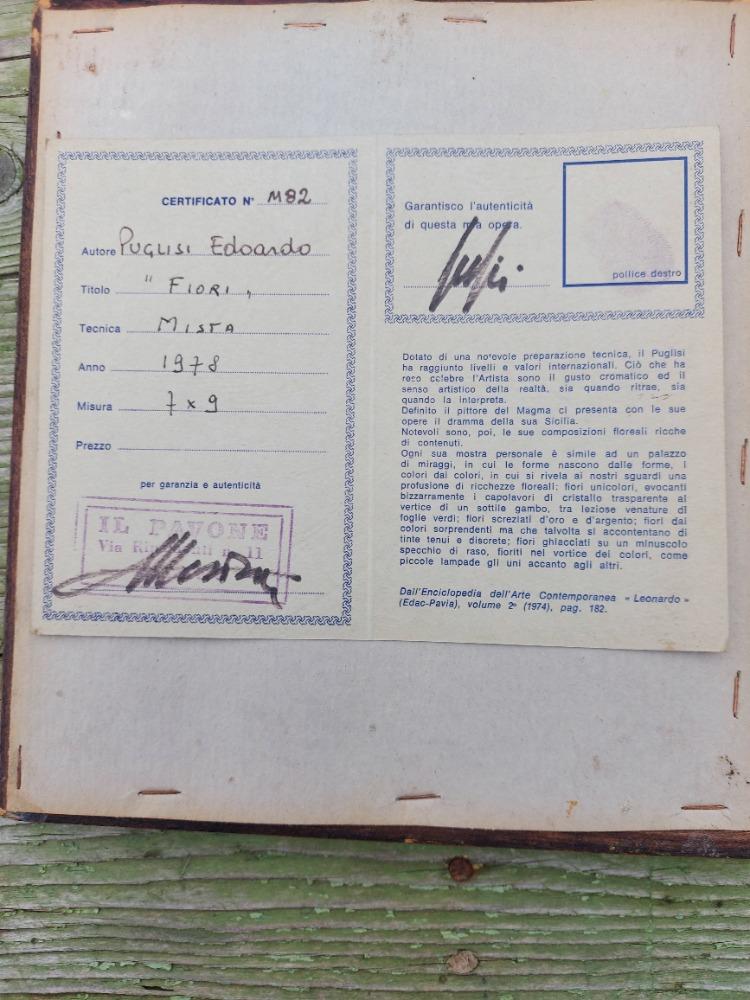 CERTIFICATO N° M82
Autore PUGLISI Edoardo
Titolo " FIORI "
Tecnica MISTA
Anno 1978
Misura 7 x 9
Prezzo
per garanzia e autenticità
IL PAVONE
Via 11
Garantisco l'autenticità
di questa mia opera.
pollice destro
Dotato di una notevole preparazione tecnica, il Puglisi
ha raggiunto livelli e valori internazionali. Ciò che ha
reso celebre l'Artista sono il gusto cromatico ed il
senso artistico della realtà, sia quando ritrae, sia
quando la interpreta.
Definito il pittore del Magma ci presenta con le sue
opere il dramma della sua Sicilia.
Notevoli sono, poi, le sue composizioni floreali ricche
di contenuti.
Ogni sua mostra personale è simile ad un palazzo
di miraggi, in cui le forme nascono dalle forme, i
colori dai colori, in cui si rivela ai nostri sguardi una
profusione di ricchezze floreali: fiori unicolori, evocanti
bizzarramente i capolavori di cristallo trasparente al
vertice di un sottile gambo, tra leziose venature di
foglie verdi; fiori screziati d'oro e d'argento; fiori dai
colori sorprendenti ma che talvolta si accontentano di
tinte tenui e discrete; fiori ghiacciati su un minuscolo
specchio di raso, fioriti nel vortice dei colori, come
piccole lampade gli uni accanto agli altri.
Dall'Enciclopedia dell'Arte Contemporanea « Leonardo »
(Edac-Pavia), volume 2° (1974), pag. 182.